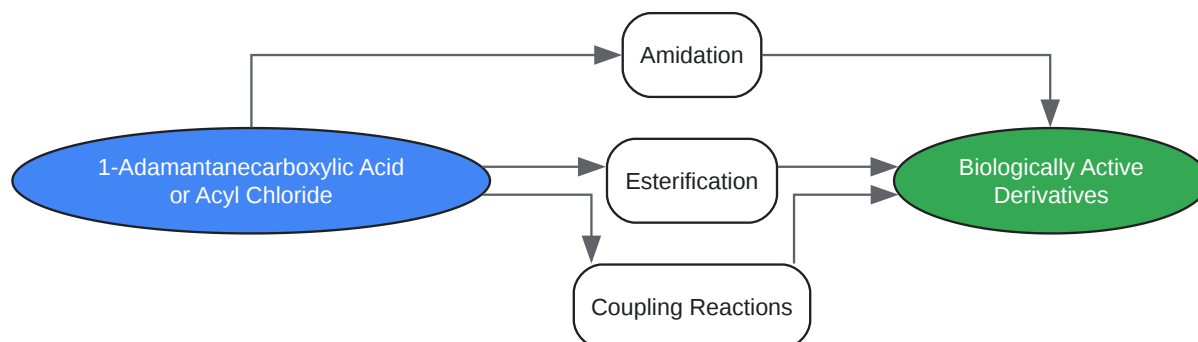 Amidation
1-Adamantanecarboxylic Acid
or Acyl Chloride
Esterification
Biologically Active
Derivatives
Coupling Reactions